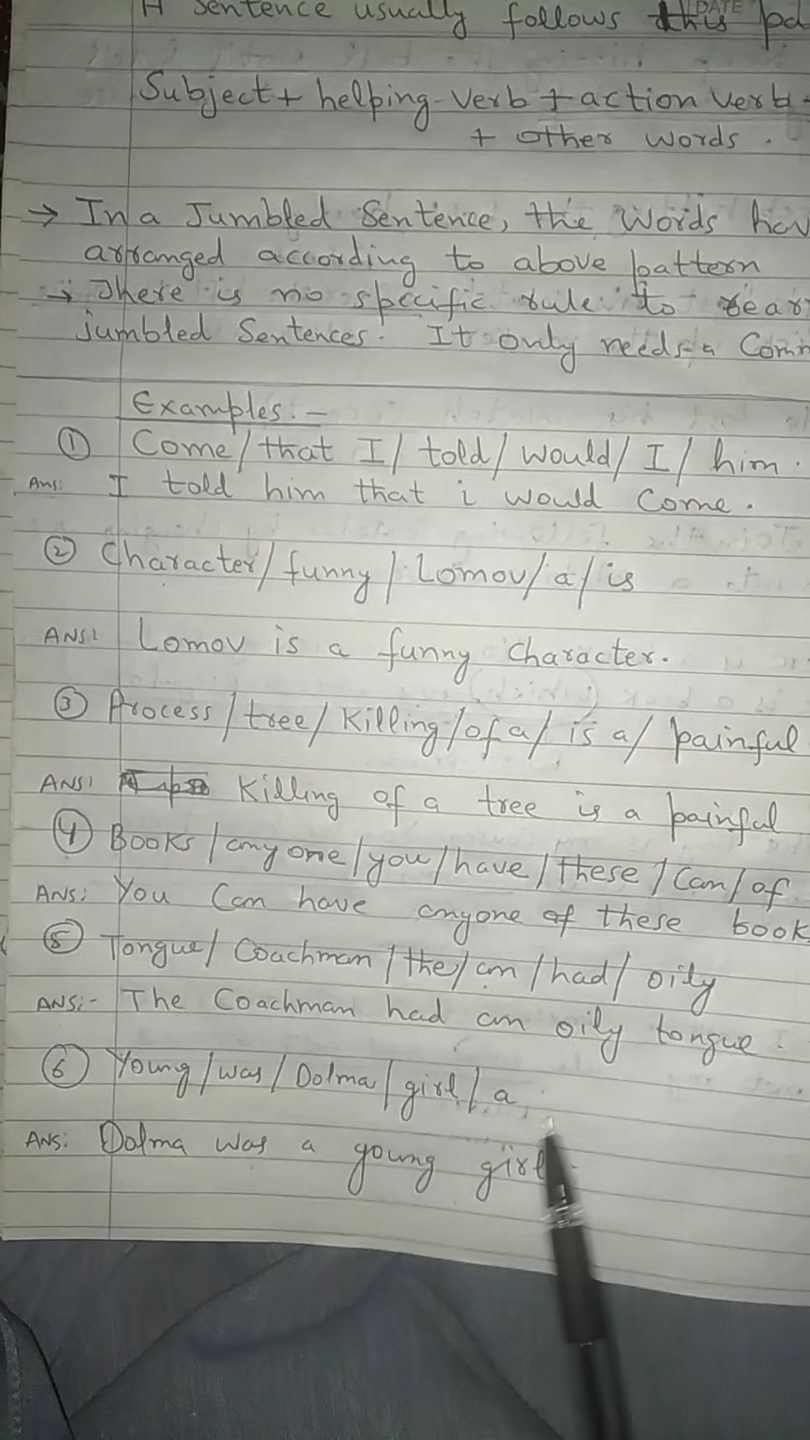 A Sentence usually follows this
DATE
Subject + helping-verb + action verb +
+ other words.
→ In a Jumbled Sentence, the Words
arranged according to above pattern
→ There is no specific rule to
jumbled Sentences. It only needs a
Examples:-
① Come/that I/told/would/I/him.
Ans: I told him that i would Come.
② Character/funny/Lomov/a/is
ANS: Lomov is a funny Character.
③ Process/tree/Killing/of a/is a/painful
ANS: Killing of a tree is a painful
④ Books/anyone/you/have/these/Can/of
ANS: You Can have anyone of these book
⑤ Tongue/Coachman/the/an/had/oily
ANS:- The Coachman had an oily tongue.
⑥ Young/was/Dolma/girl/a
ANS: Dolma was a young girl.